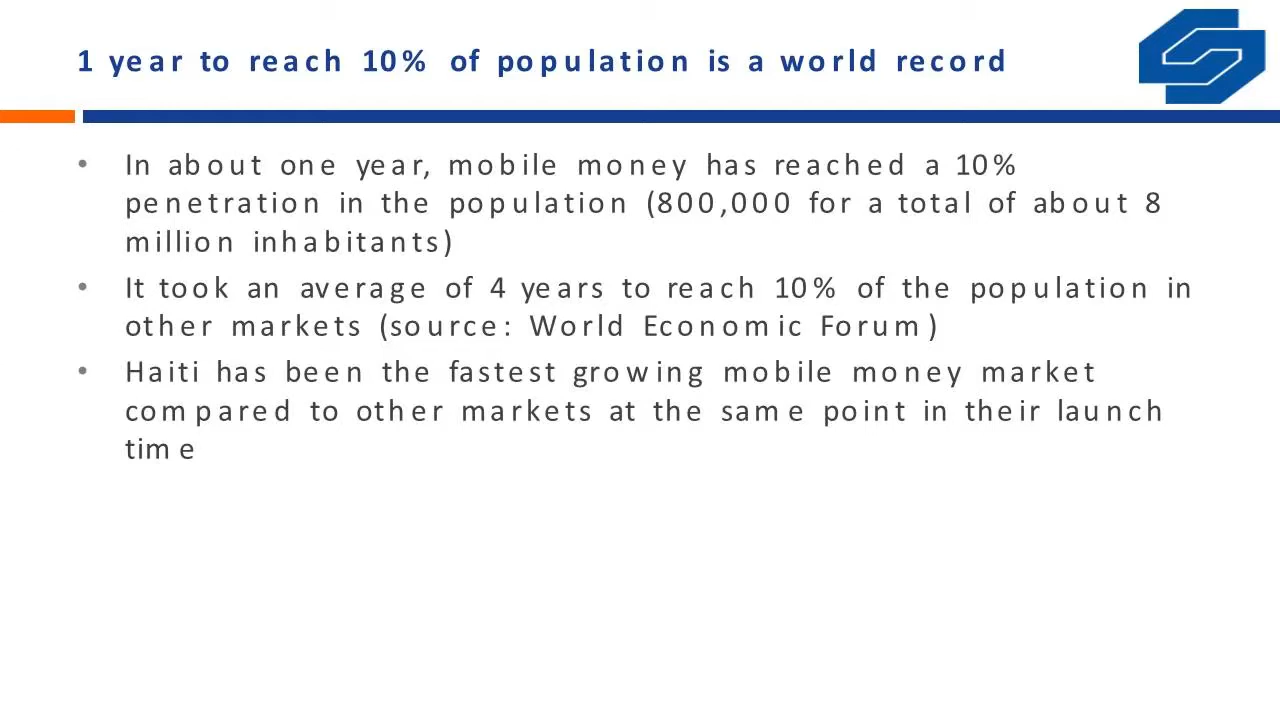 1 year to reach 10% of population is a world record
• In about one year, mobile money has reached a 10%
penetration in the population (800,000 for a total of about 8
million inhabitants)
• It took an average of 4 years to reach 10% of the population in
other markets (source: World Economic Forum)
• Haiti has been the fastest growing mobile money market
compared to other markets at the same point in their launch
time